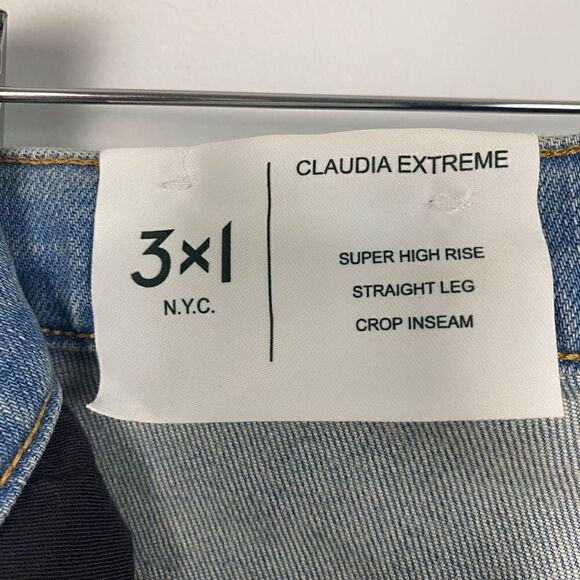 3×1
N.Y.C.
CLAUDIA EXTREME
SUPER HIGH RISE
STRAIGHT LEG
CROP INSEAM